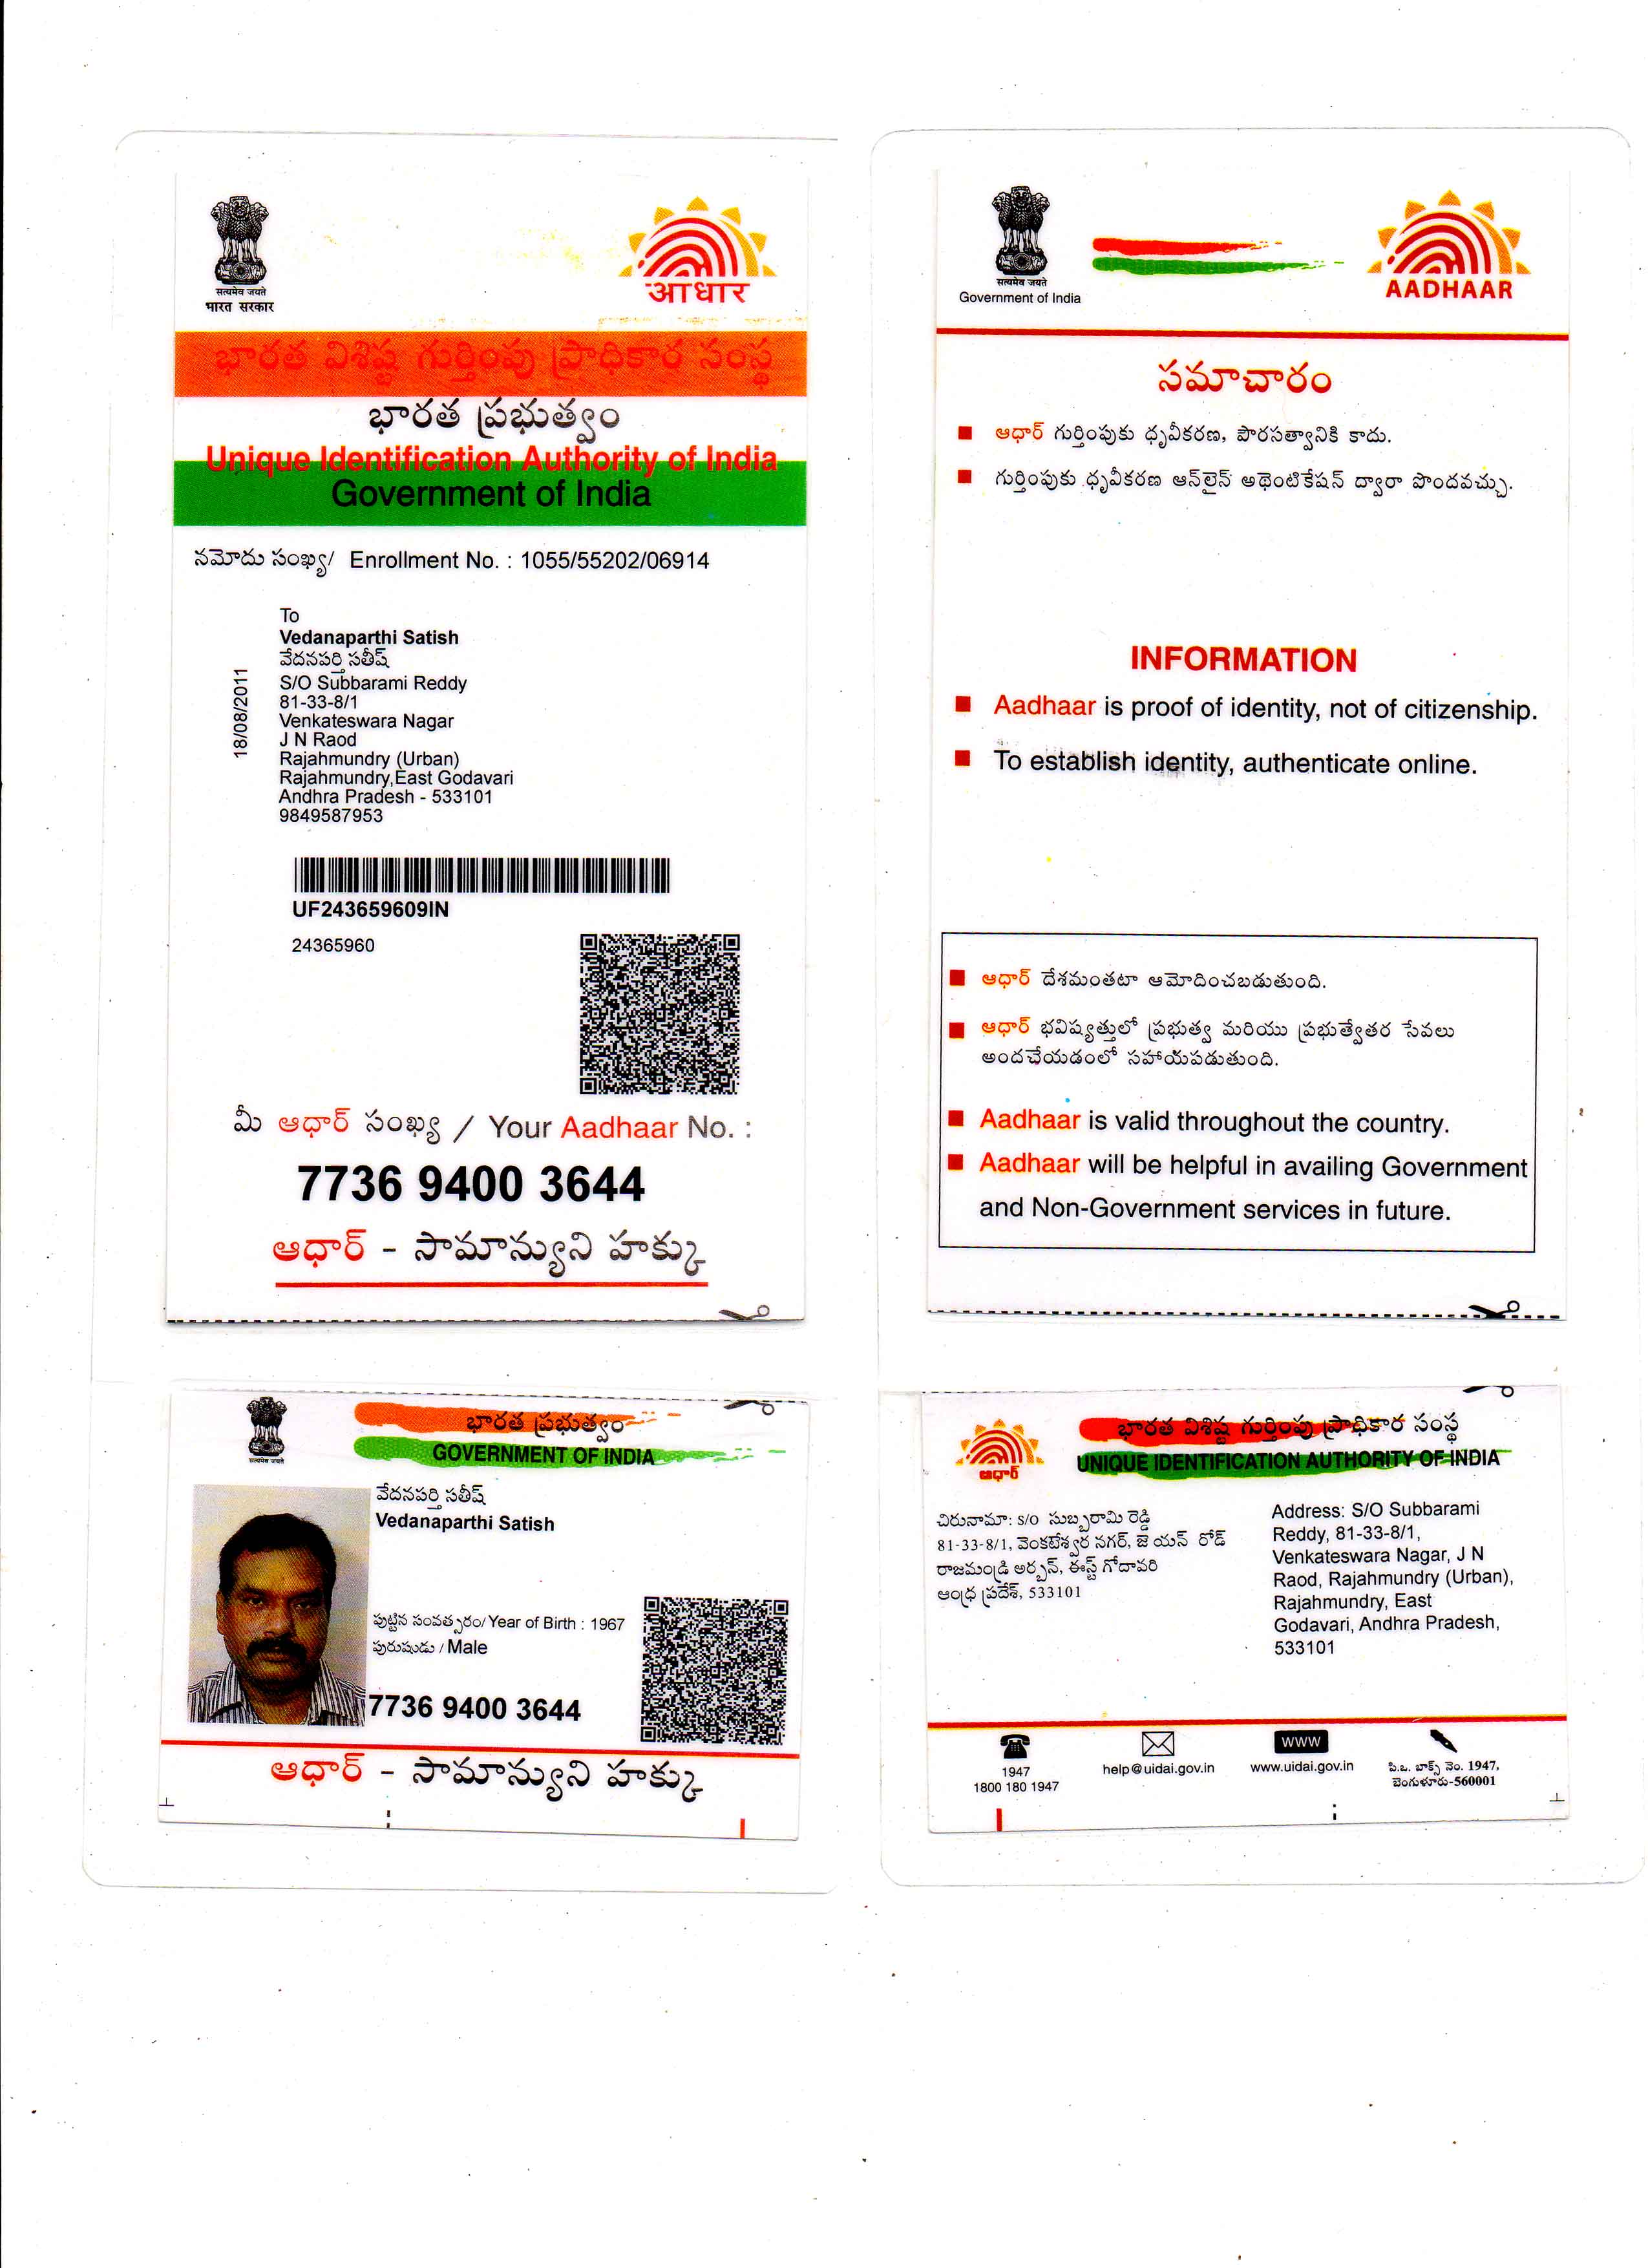 सत्यमेव जयते
भारत सरकार
आधार
భారత విశిష్ట గుర్తింపు ప్రాధికార సంస్థ
భారత ప్రభుత్వం
Unique Identification Authority of India
Government of India
నమోదు సంఖ్య/ Enrollment No. : 1055/55202/06914
To
Vedanaparthi Satish
వేదనపర్తి సతీష్
S/O Subbarami Reddy
81-33-8/1
Venkateswara Nagar
J N Raod
Rajahmundry (Urban)
Rajahmundry,East Godavari
Andhra Pradesh - 533101
9849587953
18/08/2011
UF243659609IN
24365960
మీ ఆధార్ సంఖ్య / Your Aadhaar No. :
7736 9400 3644
ఆధార్ - సామాన్యుని హక్కు
सत्यमेव जयते
భారత ప్రభుత్వం
GOVERNMENT OF INDIA
వేదనపర్తి సతీష్
Vedanaparthi Satish
పుట్టిన సంవత్సరం/ Year of Birth : 1967
పురుషుడు / Male
7736 9400 3644
ఆధార్ - సామాన్యుని హక్కు
सत्यमेव जयते
Government of India
AADHAAR
సమాచారం
ఆధార్ గుర్తింపుకు ధృవీకరణ, పౌరసత్వానికి కాదు.
గుర్తింపుకు ధృవీకరణ ఆన్‌లైన్ అథెంటికేషన్ ద్వారా పొందవచ్చు.
INFORMATION
Aadhaar is proof of identity, not of citizenship.
To establish identity, authenticate online.
ఆధార్ దేశమంతటా ఆమోదించబడుతుంది.
ఆధార్ భవిష్యత్తులో ప్రభుత్వ మరియు ప్రభుత్వేతర సేవలు
అందచేయడంలో సహాయపడుతుంది.
Aadhaar is valid throughout the country.
Aadhaar will be helpful in availing Government
and Non-Government services in future.
ఆధార్
భారత విశిష్ట గుర్తింపు ప్రాధికార సంస్థ
UNIQUE IDENTIFICATION AUTHORITY OF INDIA
చిరునామా: S/O సుబ్బరామి రెడ్డి
81-33-8/1, వెంకటేశ్వర నగర్, జె యన్ రోడ్
రాజమండ్రి అర్బన్, ఈస్ట్ గోదావరి
ఆంధ్ర ప్రదేశ్, 533101
Address: S/O Subbarami
Reddy, 81-33-8/1,
Venkateswara Nagar, J N
Raod, Rajahmundry (Urban),
Rajahmundry, East
Godavari, Andhra Pradesh,
533101
1947
1800 180 1947
help@uidai.gov.in
WWW
www.uidai.gov.in
పి.ఒ. బాక్స్ నెం. 1947,
బెంగుళూరు-560001